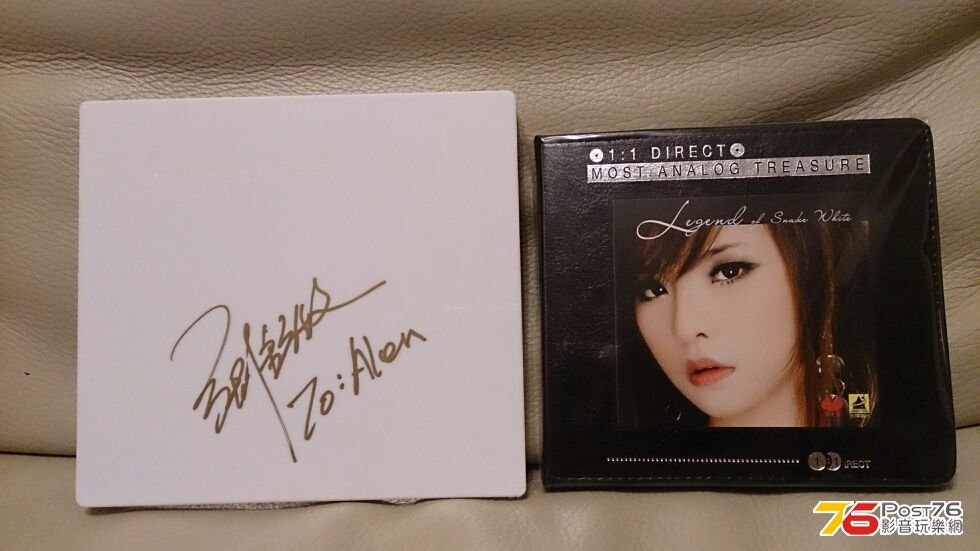 To: Alan
1:1 DIRECT
MOST ANALOG TREASURE
Legend of Snake White
1:1 DIRECT
76 Post76
影音玩樂網